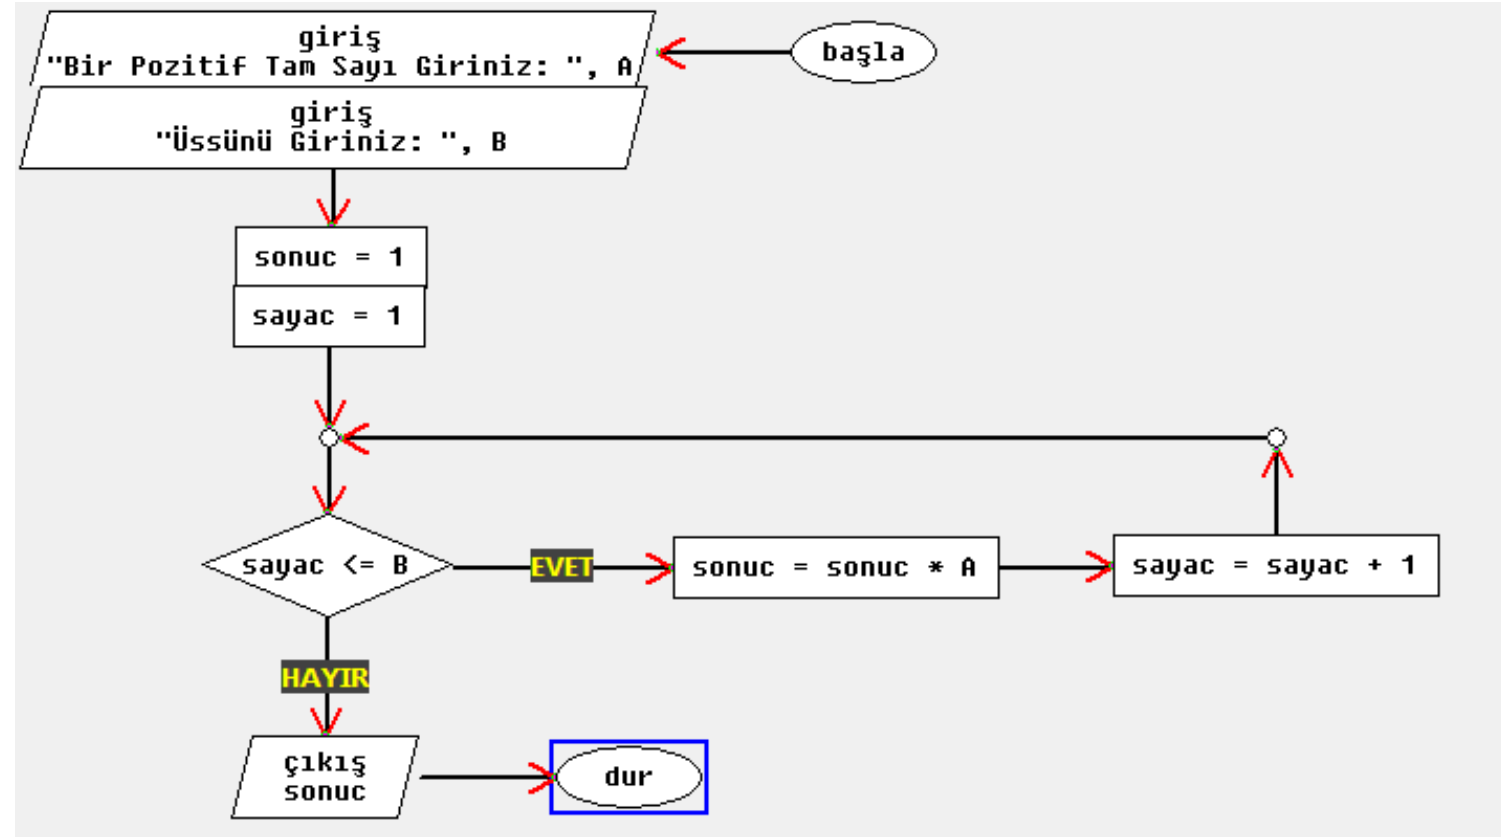 başla
giriş
"Bir Pozitif Tam Sayı Giriniz: ", A
giriş
"Üssünü Giriniz: ", B
sonuc = 1
sayac = 1
sayac <= B
EVET
sonuc = sonuc * A
sayac = sayac + 1
HAYIR
çıkış
sonuc
dur